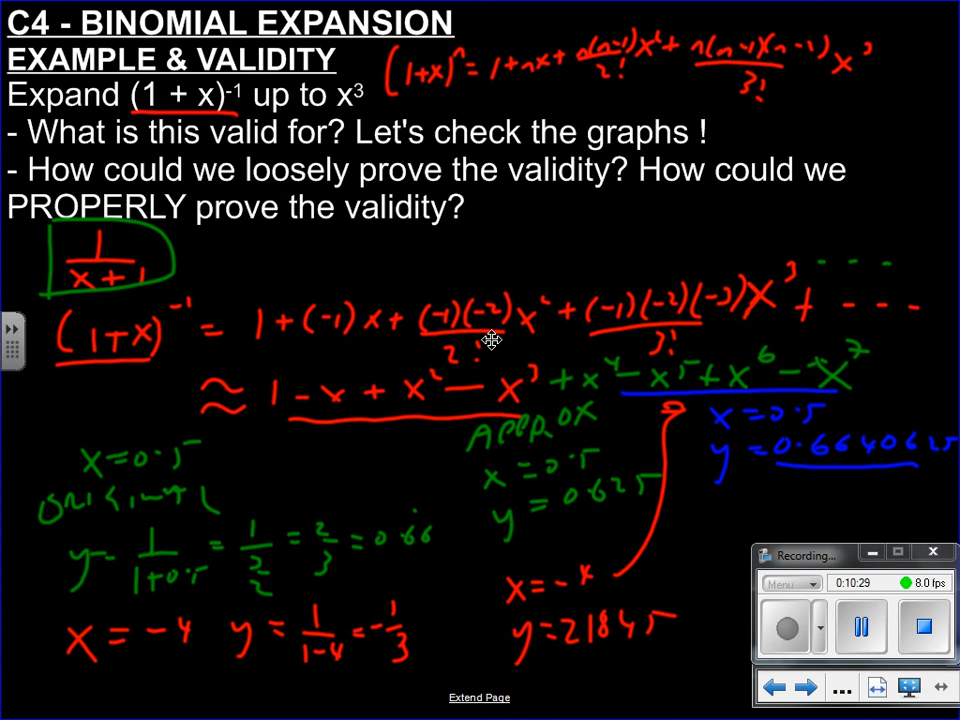 C4 - BINOMIAL EXPANSION
EXAMPLE & VALIDITY
(1+x)^n = 1 + nx + n(n-1)/2! x² + n(n-1)(n-2)/3! x³
Expand (1 + x)⁻¹ up to x³
- What is this valid for? Let's check the graphs !
- How could we loosely prove the validity? How could we
PROPERLY prove the validity?
1/(x+1)
(1+x)⁻¹ = 1 + (-1)x + (-1)(-2)/2! x² + (-1)(-2)(-3)/3! x³ + - - - -
≈ 1 - x + x² - x³ + x⁴ - x⁵ + x⁶ - x⁷
x = 0.5
ORIGINAL
y = 1/(1+0.5) = 1/(3/2) = 2/3 = 0.66
APPROX
x = 0.5
y = 0.625
x = 0.5
y = 0.6640625
x = -4 y = 1/(1-4) = -1/3
x = -4
y = 21845
Recording...
Menu
0:10:29
8.0 fps
Extend Page